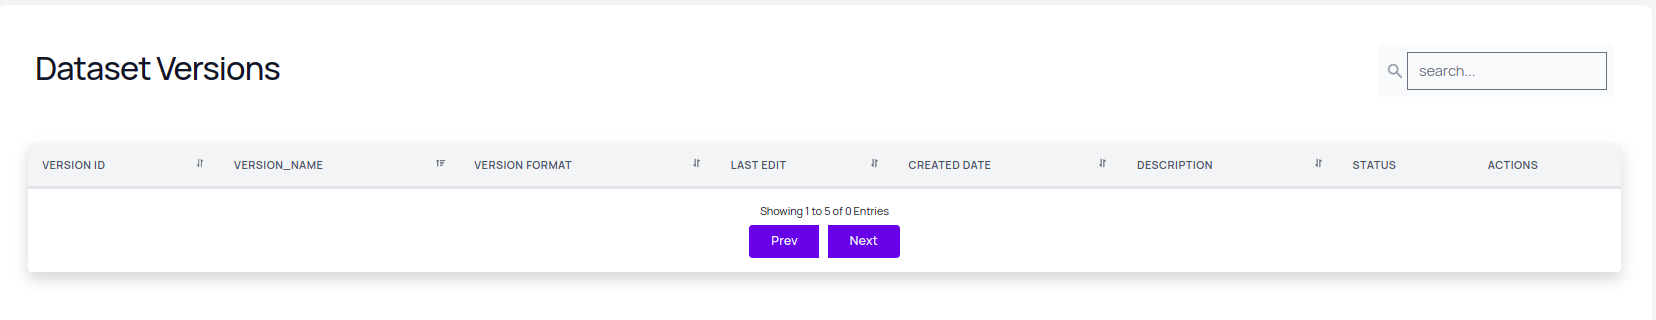 Dataset Versions
search...
VERSION ID VERSION_NAME VERSION FORMAT LAST EDIT CREATED DATE DESCRIPTION STATUS ACTIONS
Showing 1 to 5 of 0 Entries
Prev Next